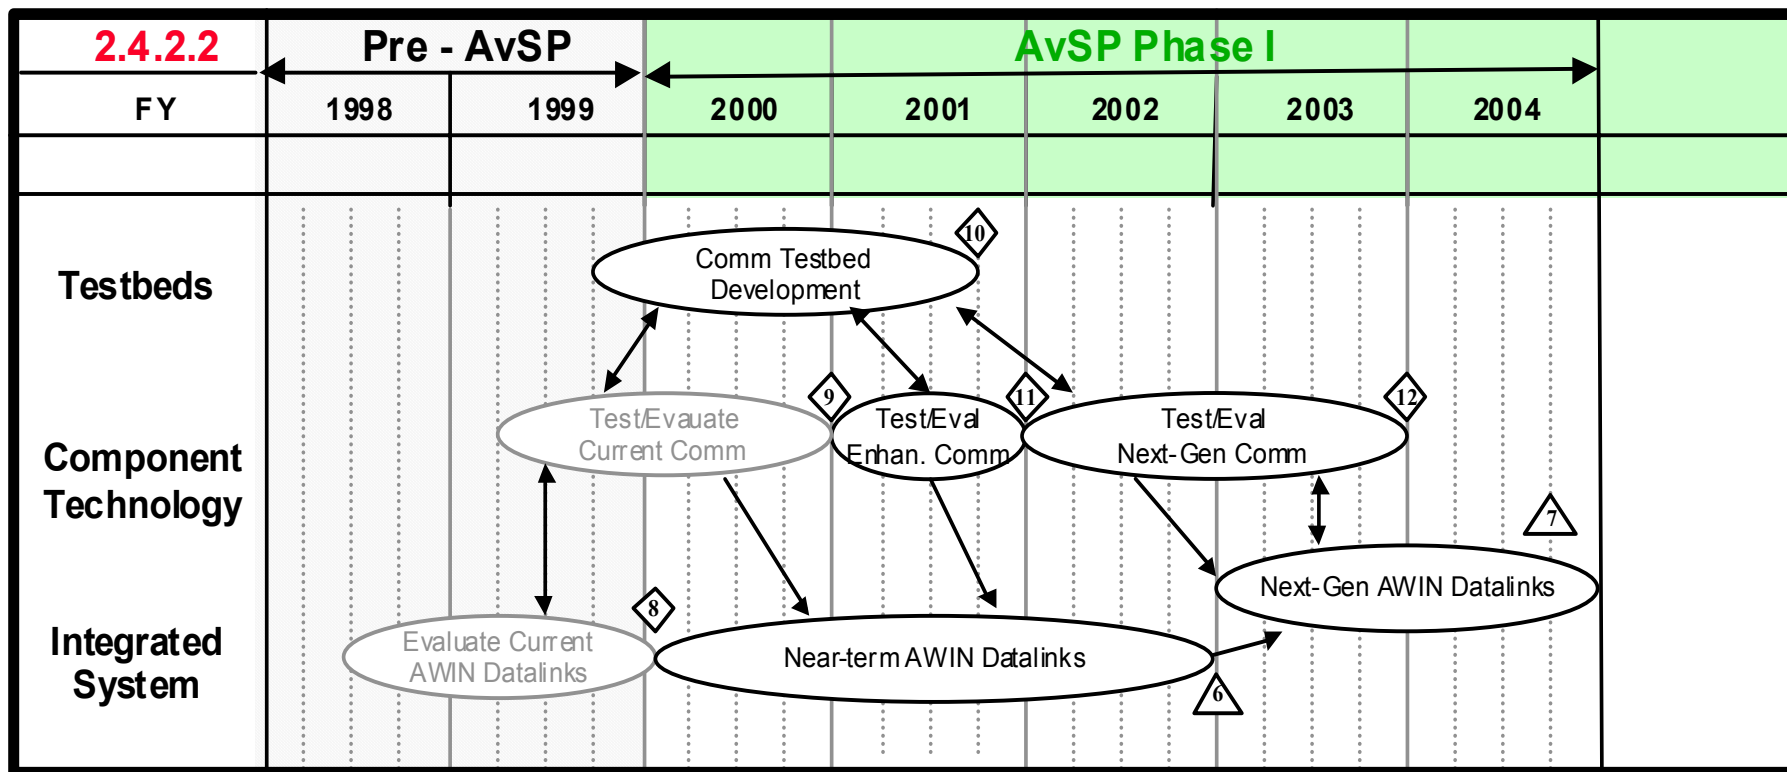 2.4.2.2
Pre - AvSP
AvSP Phase I
FY
1998
1999
2000
2001
2002
2003
2004
Testbeds
Comm Testbed
Development
10
Component
Technology
Test/Evauate
Current Comm
9
Test/Eval
Enhan. Comm
11
Test/Eval
Next-Gen Comm
12
7
Next-Gen AWIN Datalinks
Integrated
System
Evaluate Current
AWIN Datalinks
8
Near-term AWIN Datalinks
6